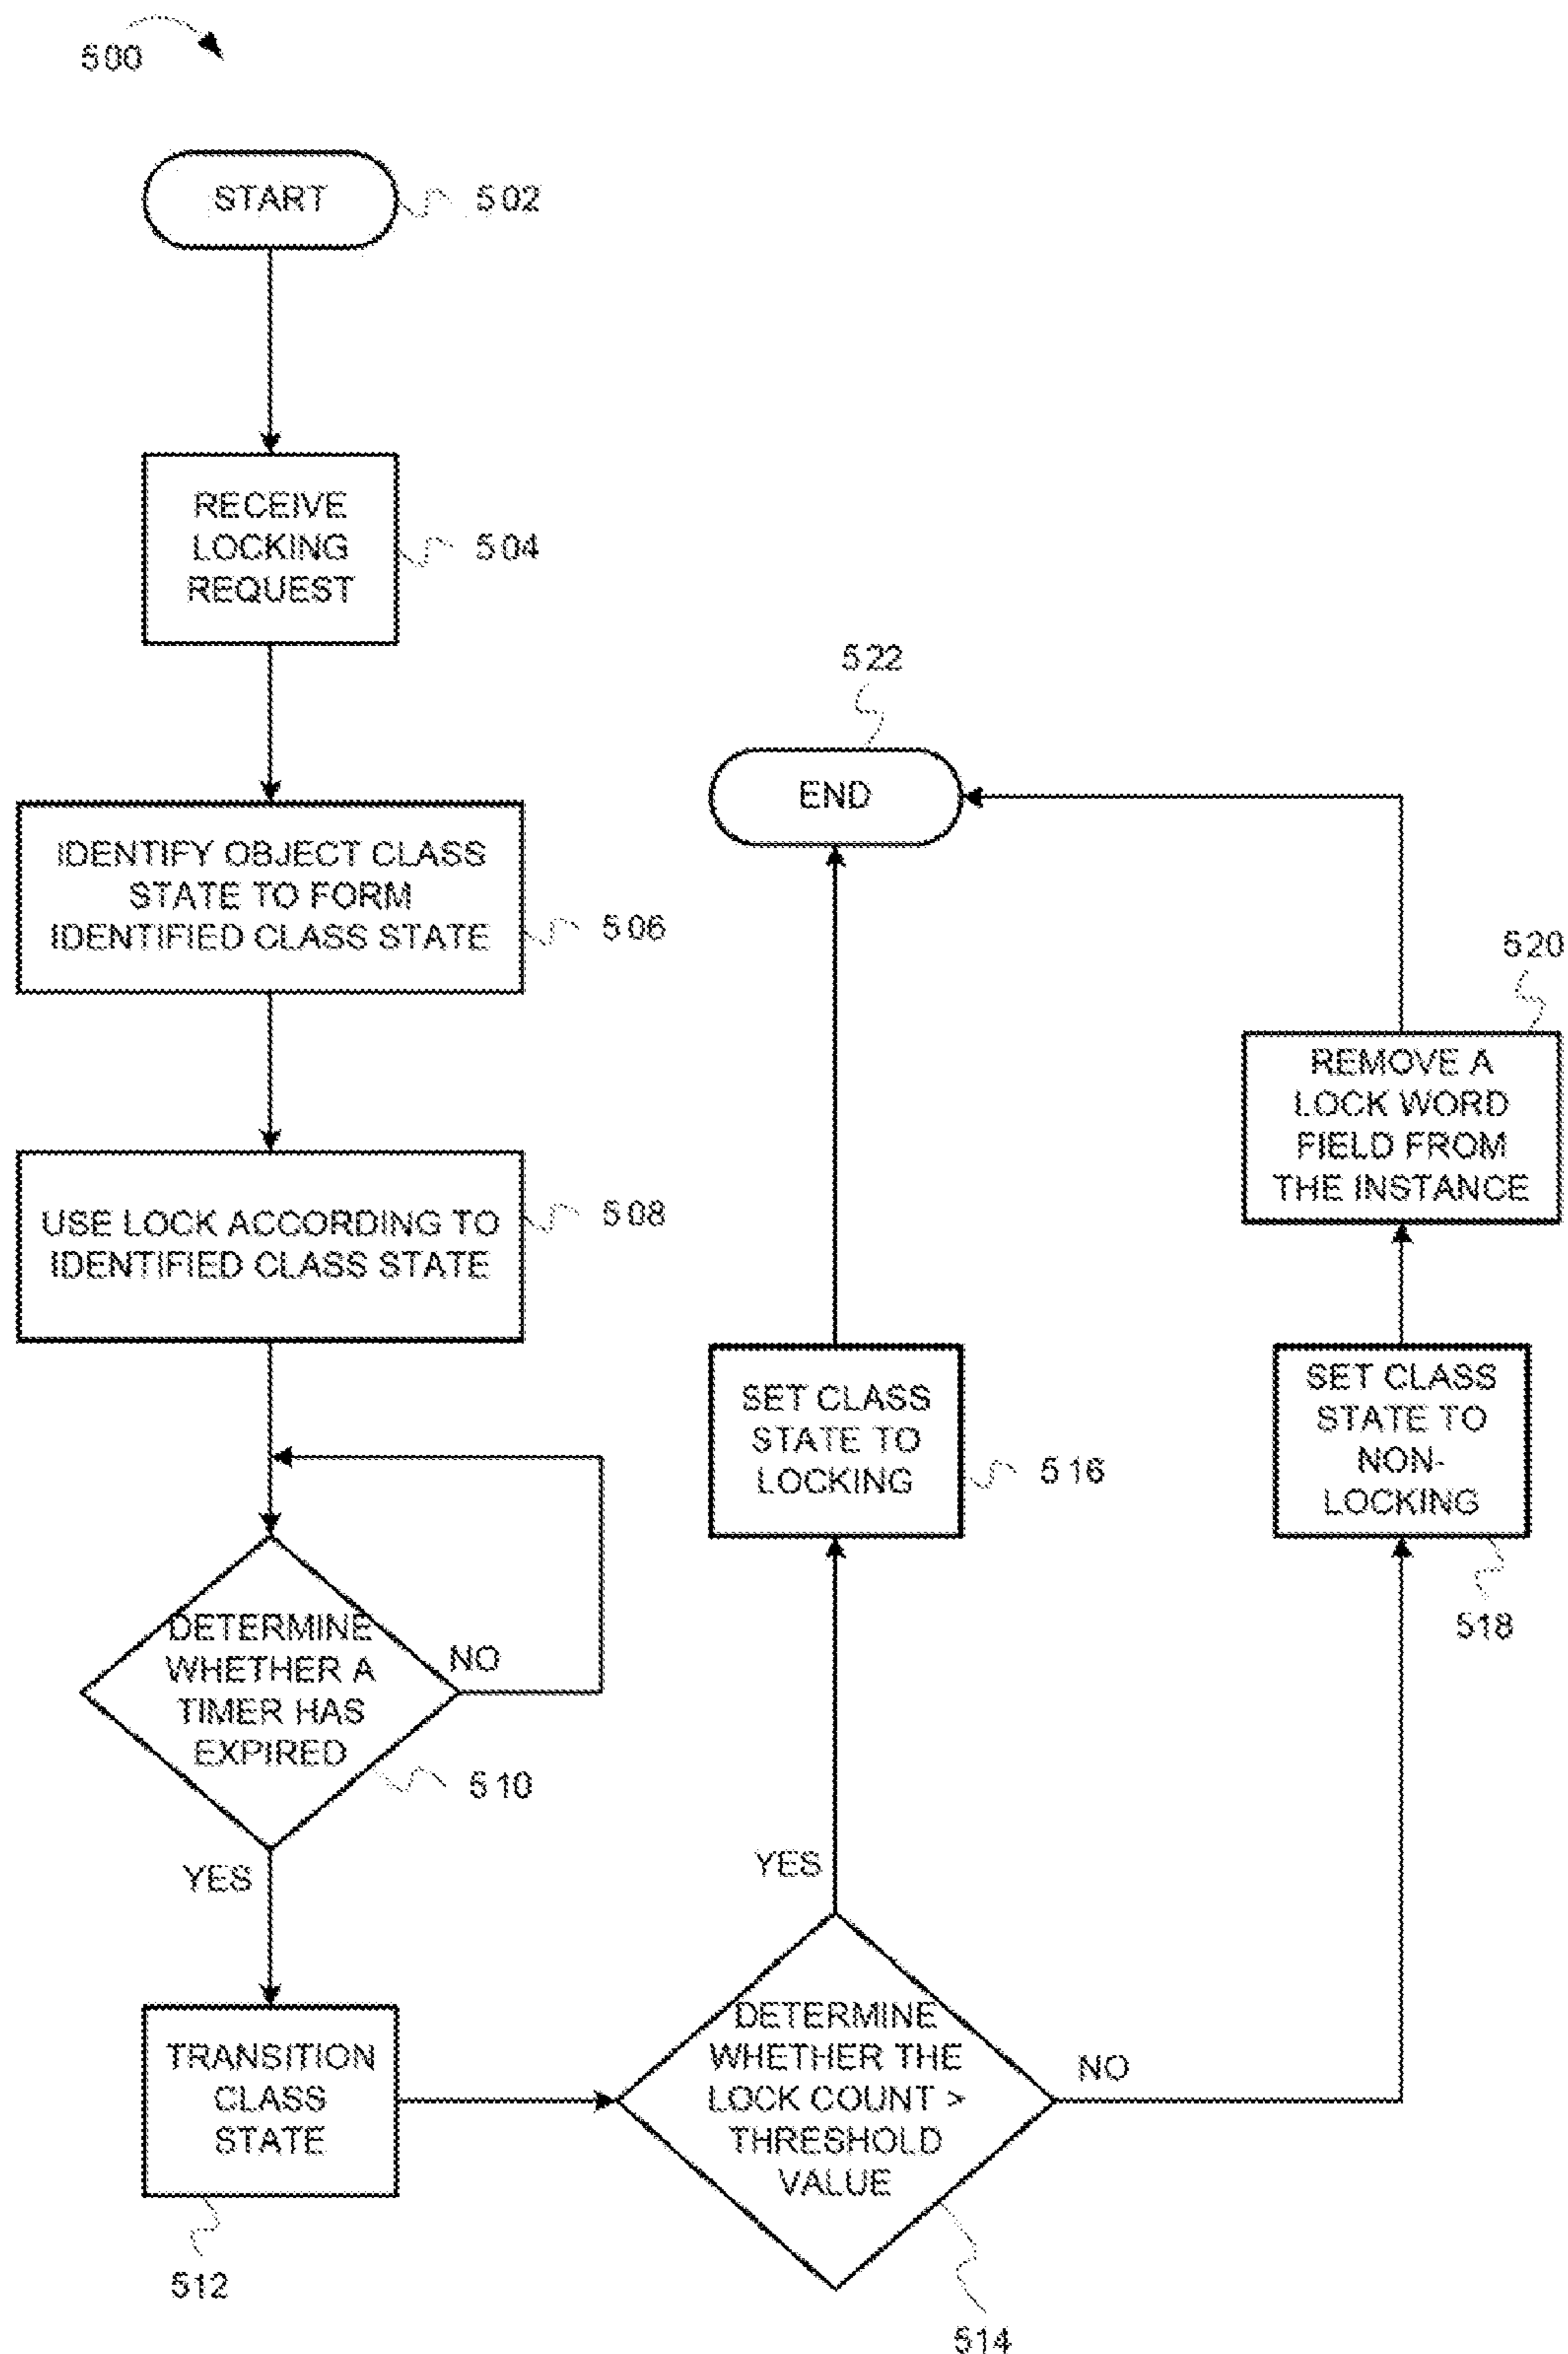 500
START
502
RECEIVE
LOCKING
REQUEST
504
IDENTIFY OBJECT CLASS
STATE TO FORM
IDENTIFIED CLASS STATE
506
USE LOCK ACCORDING TO
IDENTIFIED CLASS STATE
508
DETERMINE
WHETHER A
TIMER HAS
EXPIRED
NO
510
YES
TRANSITION
CLASS
STATE
512
DETERMINE
WHETHER THE
LOCK COUNT >
THRESHOLD
VALUE
514
YES
NO
SET CLASS
STATE TO
LOCKING
516
SET CLASS
STATE TO
NON-
LOCKING
518
REMOVE A
LOCK WORD
FIELD FROM
THE INSTANCE
520
END
522